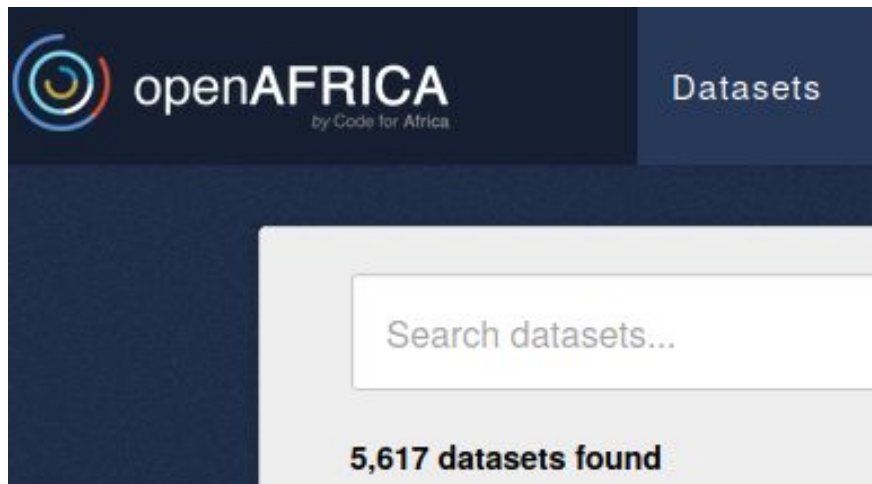 openAFRICA
by Code for Africa
Datasets
Search datasets...
5,617 datasets found